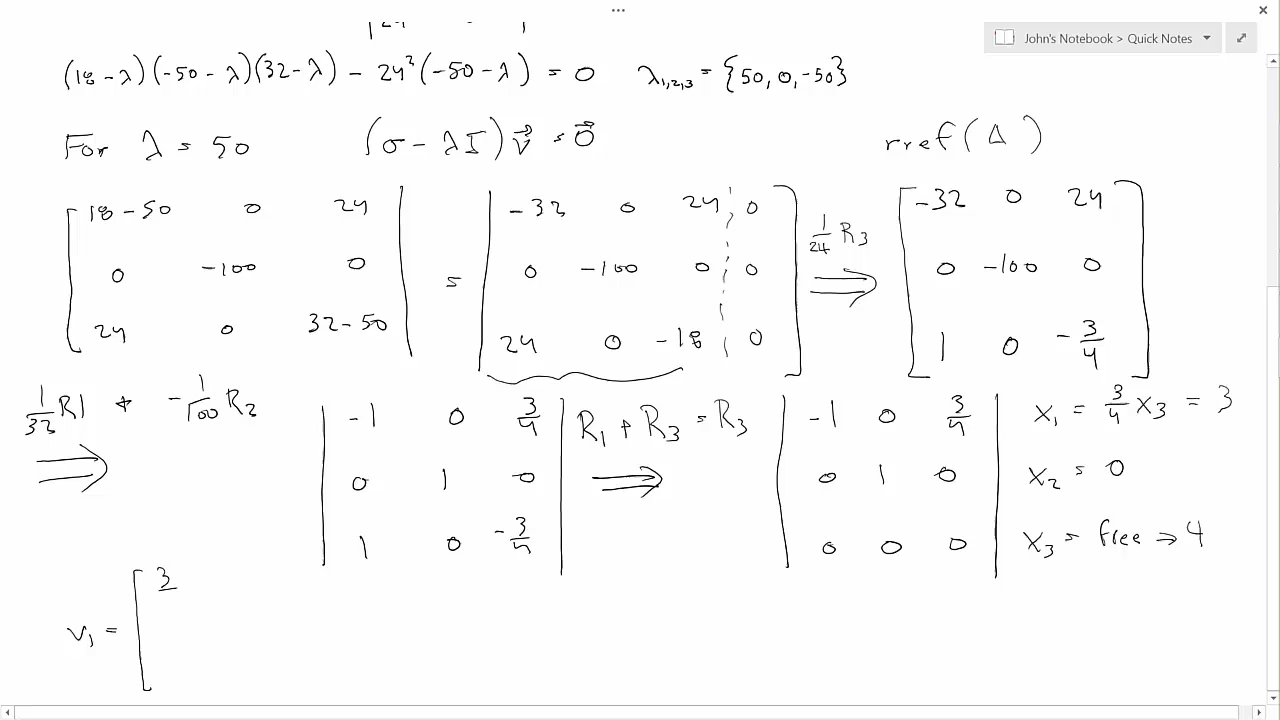 John's Notebook > Quick Notes
(18 - λ)(-50 - λ)(32 - λ) - 24²(-50 - λ) = 0 λ₁,₂,₃ = {50, 0, -50}
For λ = 50 (σ - λI)v⃗ = 0⃗ rref(Δ)
18 - 50 0 24 = -32 0 24 0 1/24 R3 ⇒ -32 0 24
0 -100 0 0 -100 0 0 0 -100 0
24 0 32 - 50 24 0 -18 0 1 0 -3/4
1/32 R1 + -1/100 R2 ⇒ -1 0 3/4 R1 + R3 = R3 ⇒ -1 0 3/4 x₁ = 3/4 x₃ = 3
0 1 0 0 1 0 x₂ = 0
1 0 -3/4 0 0 0 x₃ = free ⇒ 4
v₁ = [ 3